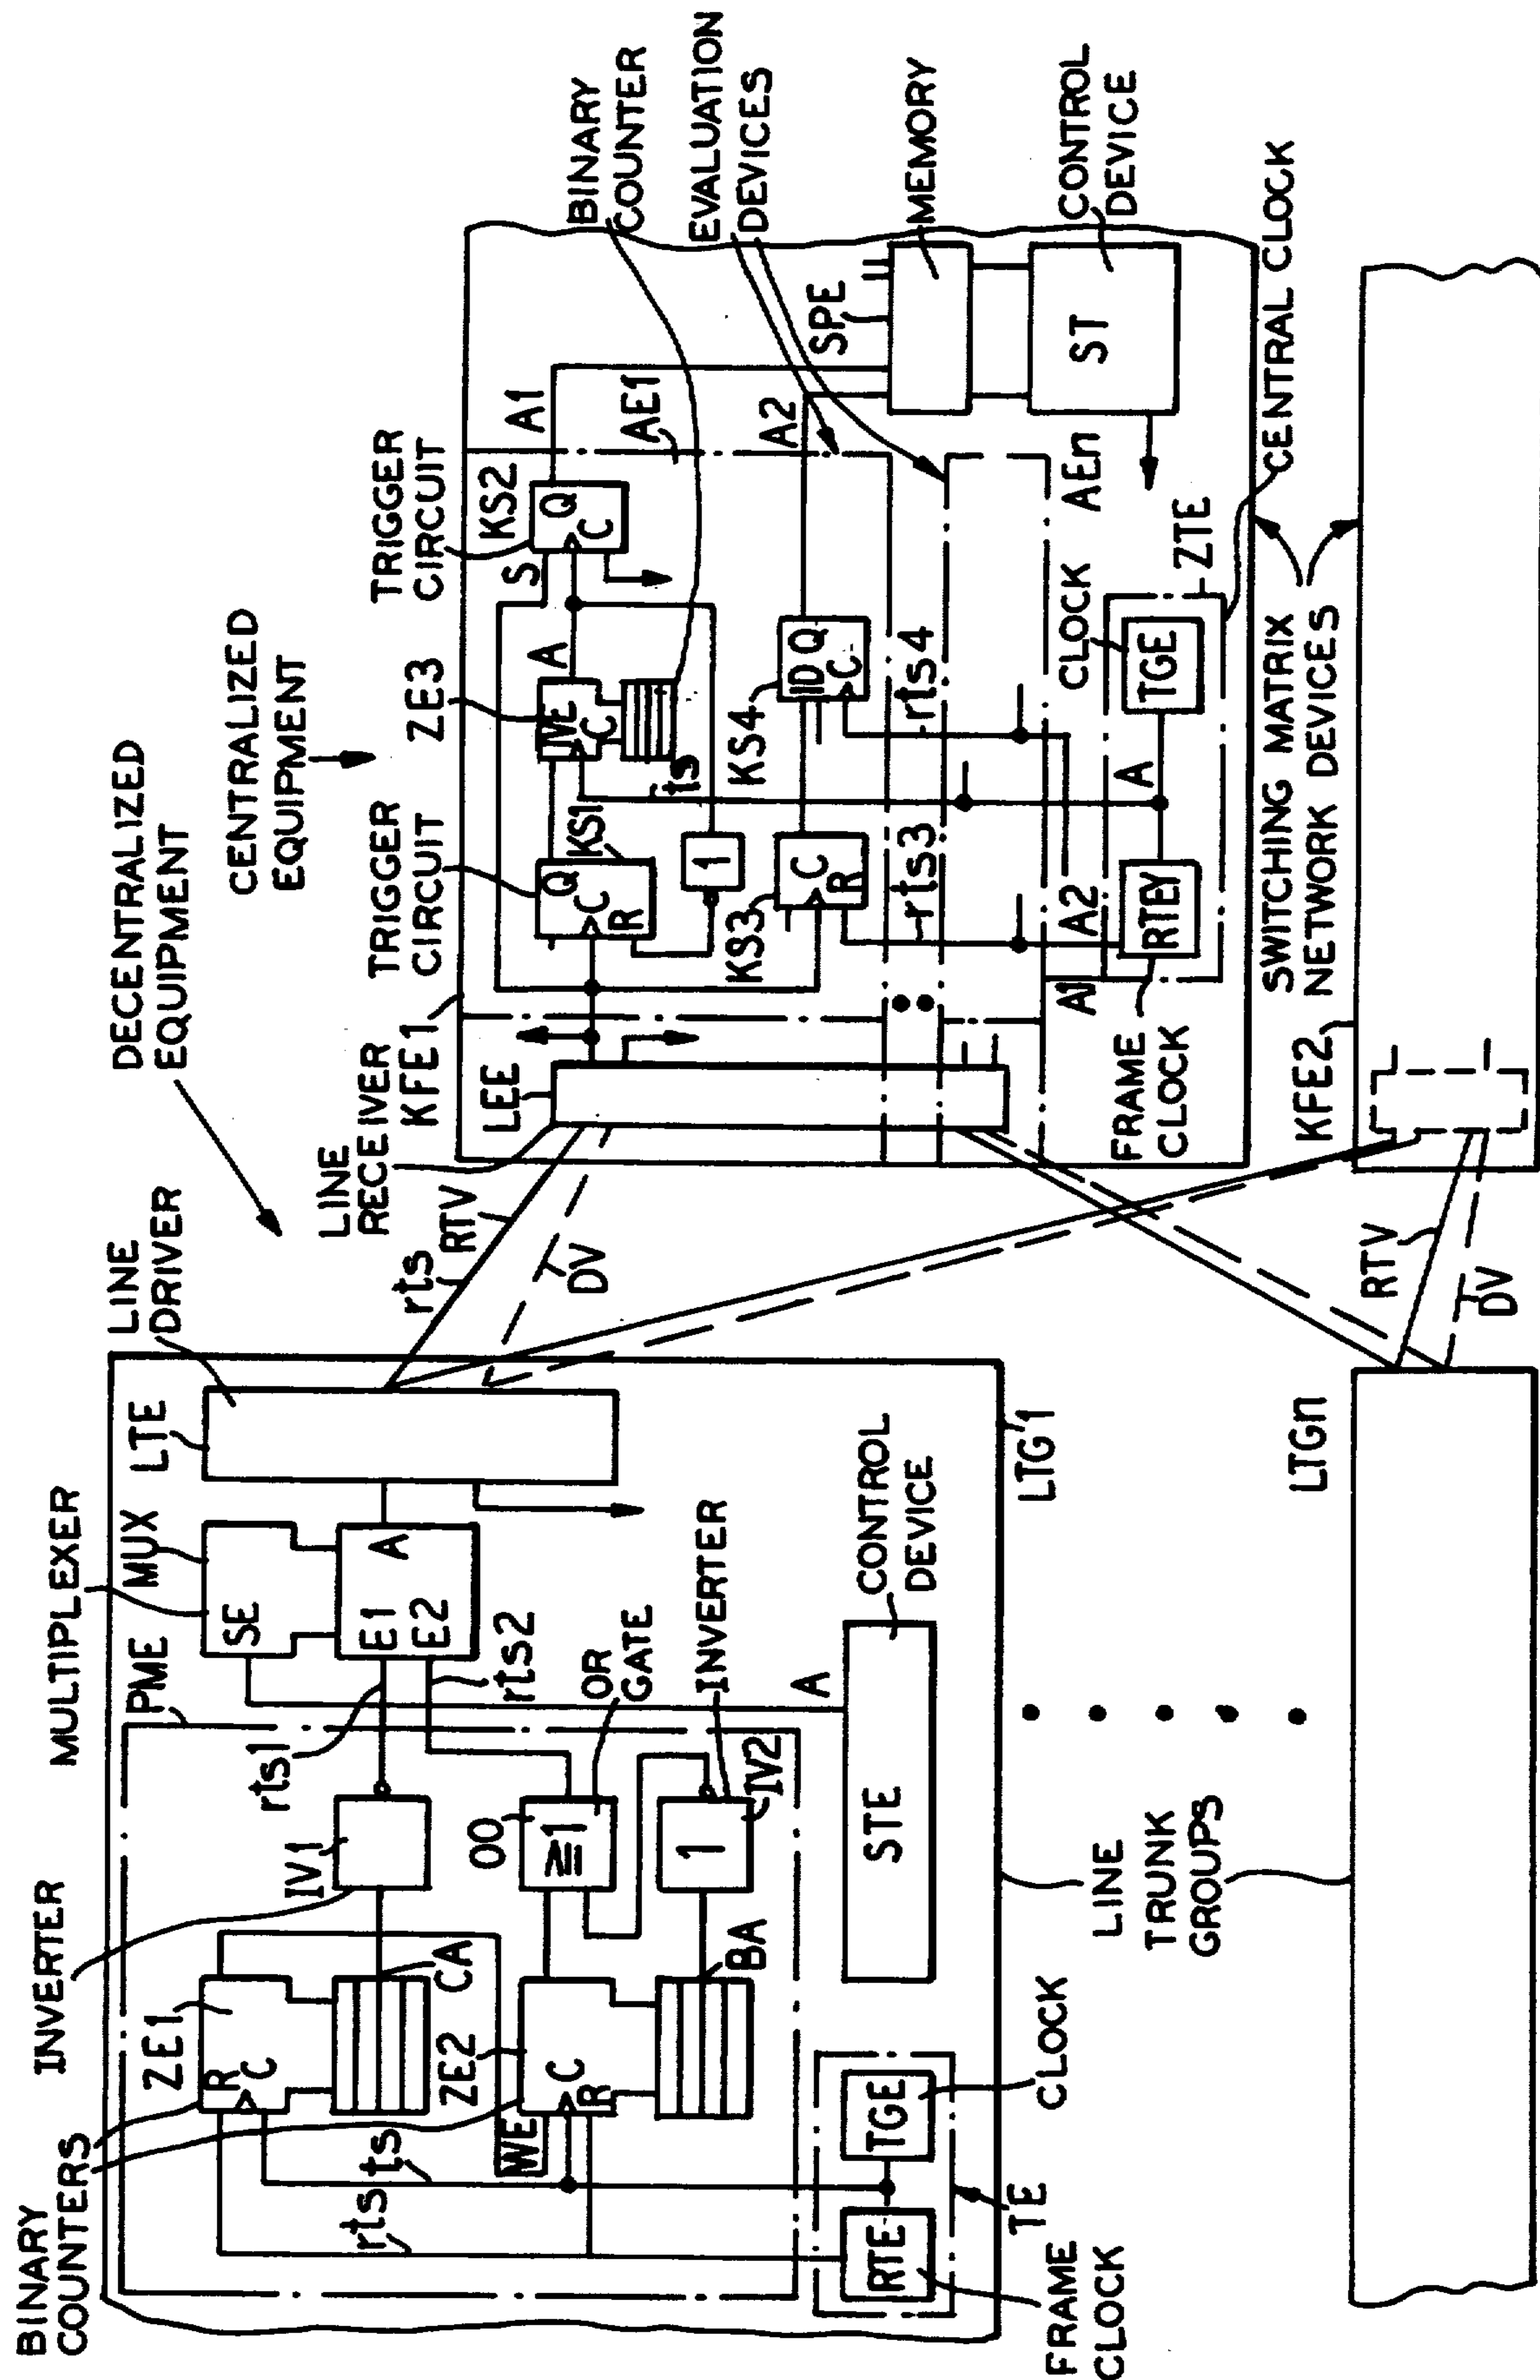 DECENTRALIZED
EQUIPMENT
CENTRALIZED
EQUIPMENT
BINARY
COUNTERS
INVERTER
MULTIPLEXER
LINE
DRIVER
PME
MUX
LTE
ZE1
R
C
CA
IV1
rts1
SE
E1
E2
A
rts2
ZE2
WE
C
R
BA
OO
≥1
OR
GATE
1
IV2
INVERTER
rts
ts
A
STE
CONTROL
DEVICE
RTE
TGE
TE
FRAME
CLOCK
CLOCK
LTG1
LINE
TRUNK
GROUPS
LTGn
rts
RTV
DV
RTV
DV
LINE
RECEIVER
KFE1
LEE
TRIGGER
CIRCUIT
Q
C
R
KS1
ZE3
C
A
ts
1
TRIGGER
CIRCUIT
KS2
S
Q
C
A1
AE1
BINARY
COUNTER
EVALUATION
DEVICES
KS3
C
R
KS4
1D Q
C
A2
rts3
rts4
SPE
MEMORY
ST
CONTROL
DEVICE
AEn
A1
A2
A
RTEY
TGE
CLOCK
ZTE
FRAME
CLOCK
CENTRAL CLOCK
SWITCHING MATRIX
NETWORK DEVICES
KFE2